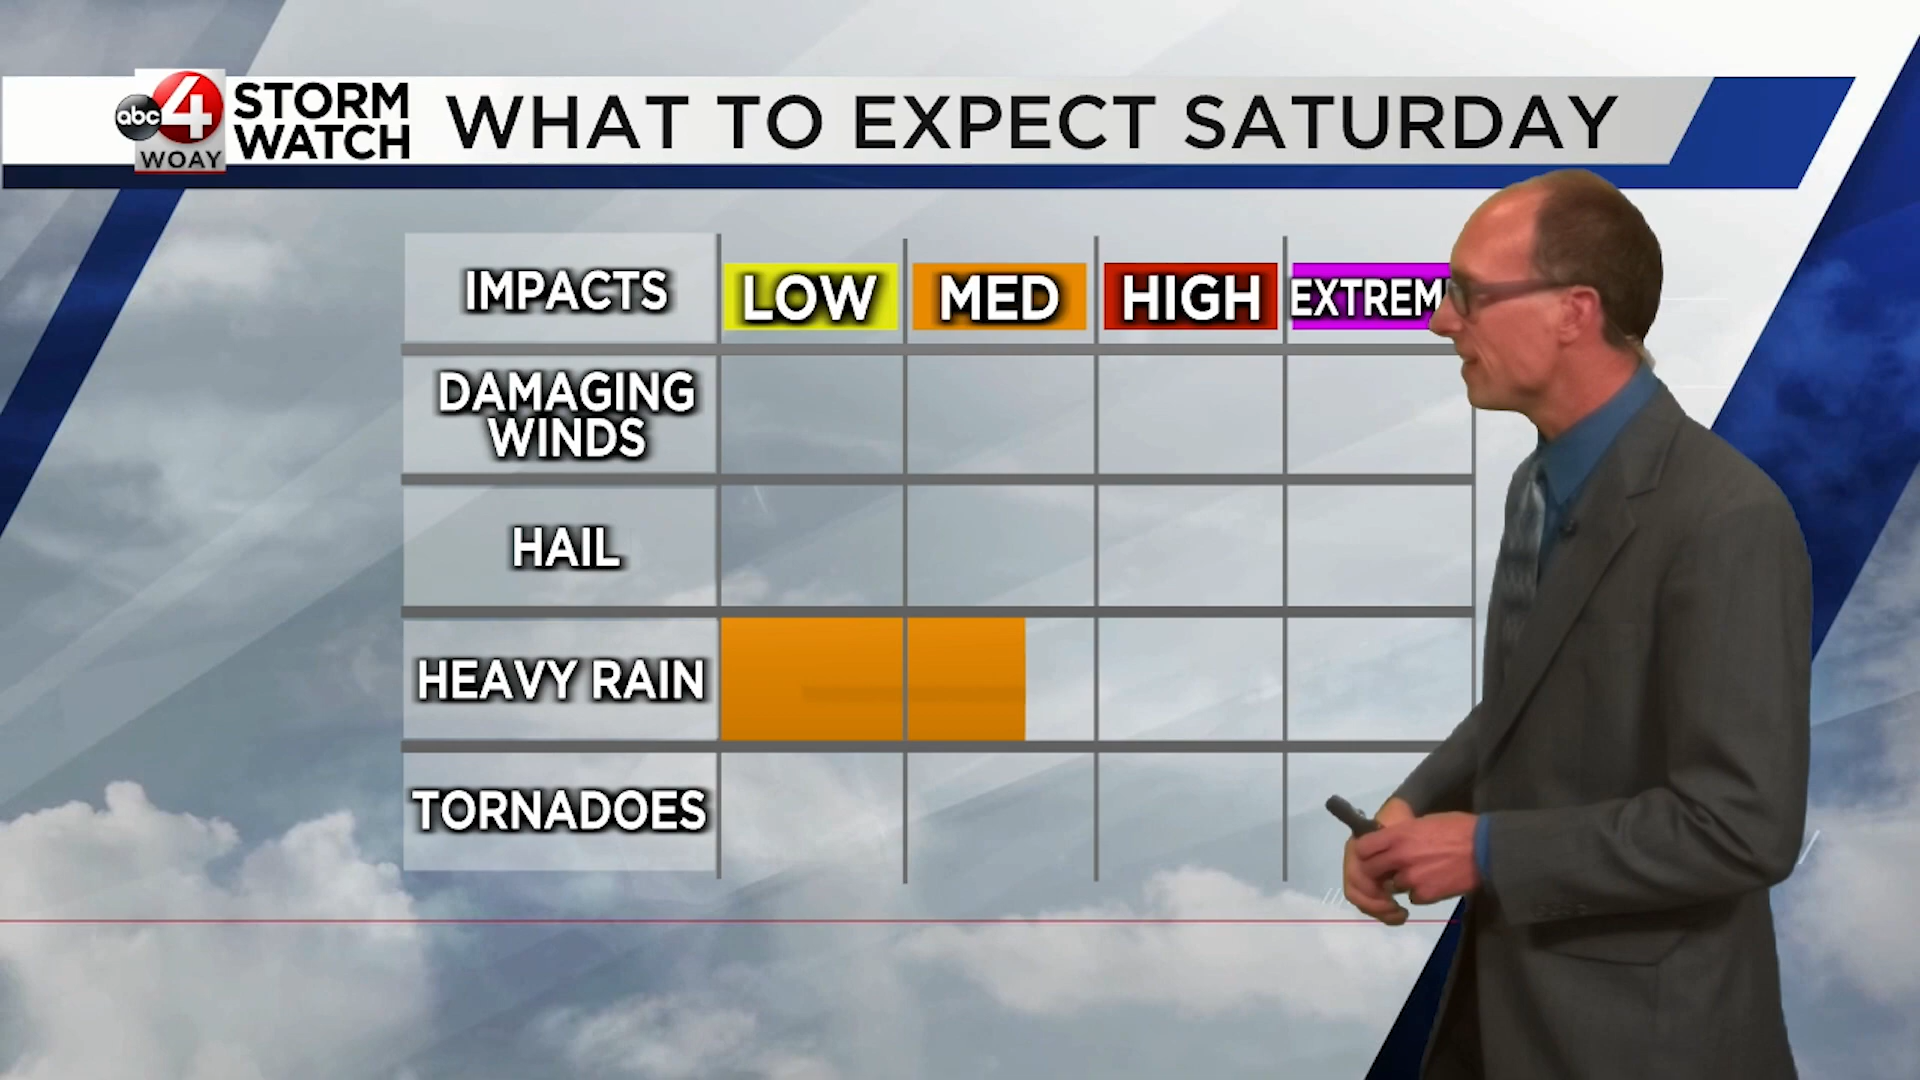 abc 4
WOAY
STORM
WATCH
WHAT TO EXPECT SATURDAY
IMPACTS LOW MED HIGH EXTREM
DAMAGING
WINDS
HAIL
HEAVY RAIN
TORNADOES